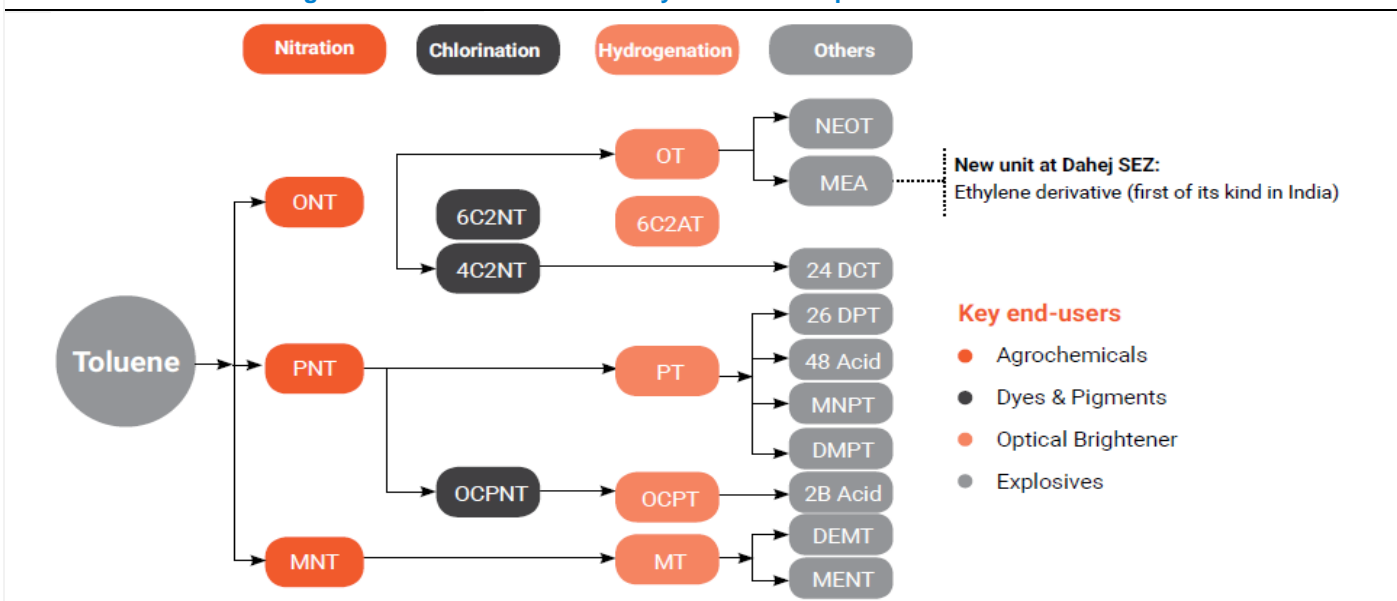 Nitration
Chlorination
Hydrogenation
Others
NEOT
OT
MEA
New unit at Dahej SEZ:
Ethylene derivative (first of its kind in India)
ONT
6C2NT
6C2AT
4C2NT
24 DCT
Toluene
26 DPT
PNT
PT
48 Acid
MNPT
DMPT
OCPNT
OCPT
2B Acid
DEMT
MNT
MT
MENT
Key end-users
Agrochemicals
Dyes & Pigments
Optical Brightener
Explosives